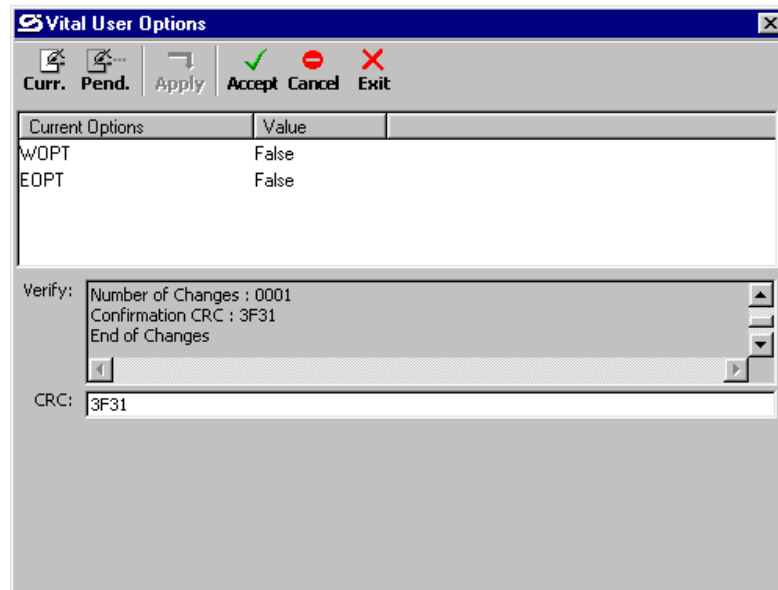 Vital User Options
Curr. Pend. Apply Accept Cancel Exit
Current Options Value
WOPT False
EOPT False
Verify: Number of Changes : 0001
Confirmation CRC : 3F31
End of Changes
CRC: 3F31